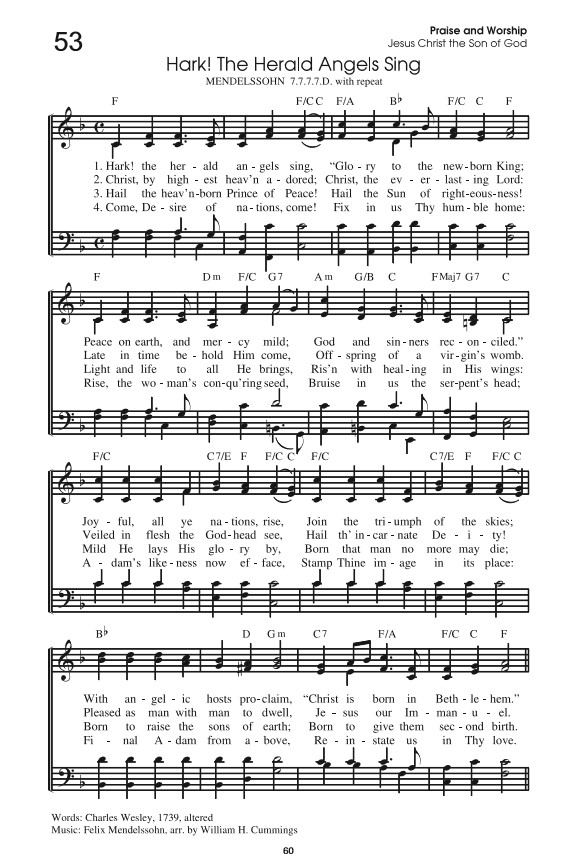 53
Praise and Worship
Jesus Christ the Son of God
Hark! The Herald Angels Sing
MENDELSSOHN 7.7.7.7.D. with repeat
F F/C C F/A B♭ F/C C F
1. Hark! the her - ald an - gels sing, “Glo - ry to the new - born King;
2. Christ, by high - est heav’n a - dored; Christ, the ev - er - last - ing Lord:
3. Hail the heav’n-born Prince of Peace! Hail the Sun of right-eous-ness!
4. Come, De - sire of na - tions, come! Fix in us Thy hum - ble home:
F Dm F/C G7 Am G/B C FMaj7 G7 C
Peace on earth, and mer - cy mild; God and sin - ners rec - on - ciled.”
Late in time be - hold Him come, Off - spring of a vir - gin’s womb.
Light and life to all He brings, Ris’n with heal - ing in His wings:
Rise, the wo - man’s con-qu’ring seed, Bruise in us the ser-pent’s head;
F/C C7/E F F/C C F/C C7/E F F/C C
Joy - ful, all ye na - tions, rise, Join the tri - umph of the skies;
Veiled in flesh the God-head see, Hail th’ in - car - nate De - i - ty!
Mild He lays His glo - ry by, Born that man no more may die;
A - dam’s like - ness now ef - face, Stamp Thine im - age in its place:
B♭ D Gm C7 F/A F/C C F
With an - gel - ic hosts pro - claim, “Christ is born in Beth - le - hem.”
Pleased as man with man to dwell, Je - sus our Im - man - u - el.
Born to raise the sons of earth; Born to give them sec - ond birth.
Fi - nal A - dam from a - bove, Re - in - state us in Thy love.
Words: Charles Wesley, 1739, altered
Music: Felix Mendelssohn, arr. by William H. Cummings
60